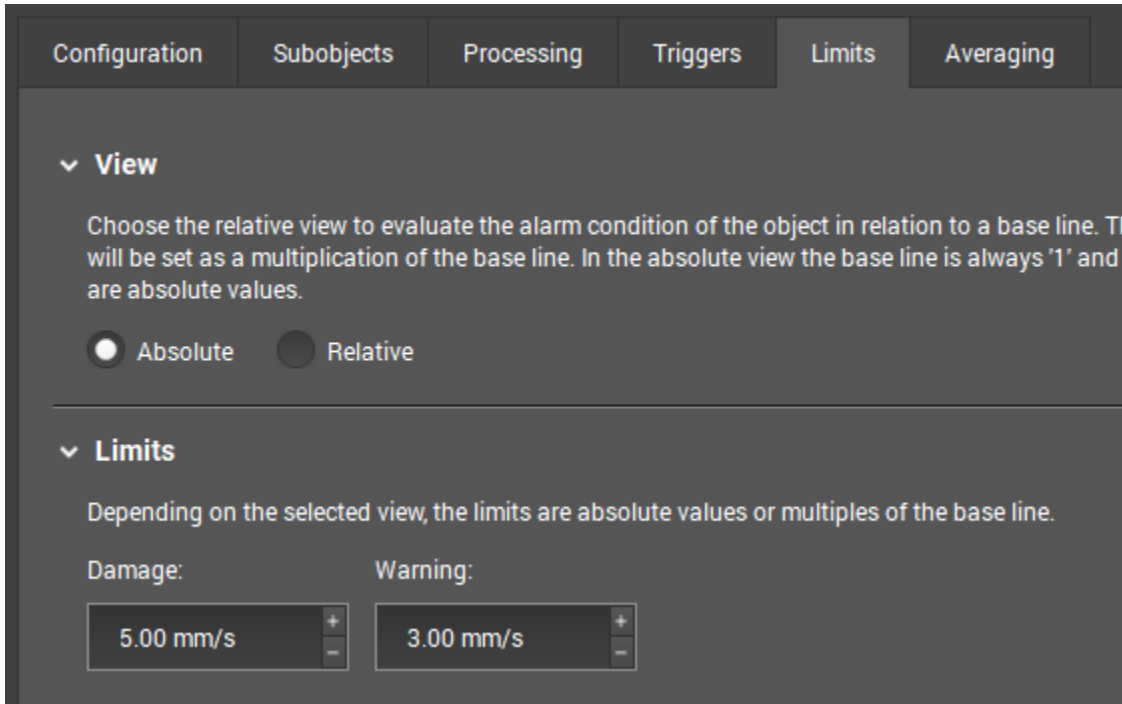 Configuration Subobjects Processing Triggers Limits Averaging
View
Choose the relative view to evaluate the alarm condition of the object in relation to a base line.
will be set as a multiplication of the base line. In the absolute view the base line is always '1' and
are absolute values.
Absolute Relative
Limits
Depending on the selected view, the limits are absolute values or multiples of the base line.
Damage: Warning:
5.00 mm/s + - 3.00 mm/s + -